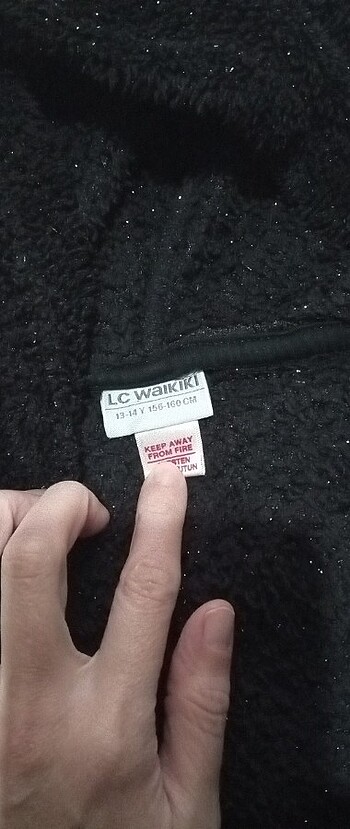 LC Waikiki
13-14 Y 156-160 CM
KEEP AWAY
FROM FIRE